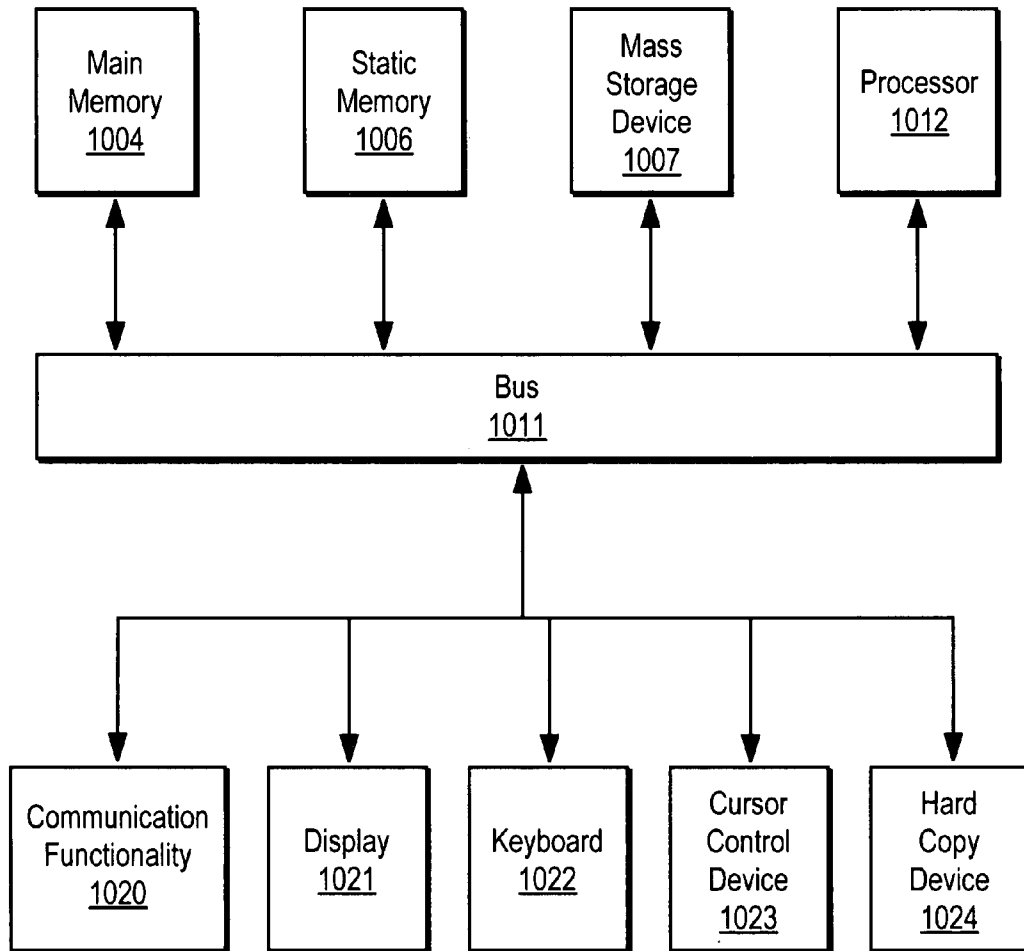 Main
Memory
1004
Static
Memory
1006
Mass
Storage
Device
1007
Processor
1012
Bus
1011
Communication
Functionality
1020
Display
1021
Keyboard
1022
Cursor
Control
Device
1023
Hard
Copy
Device
1024